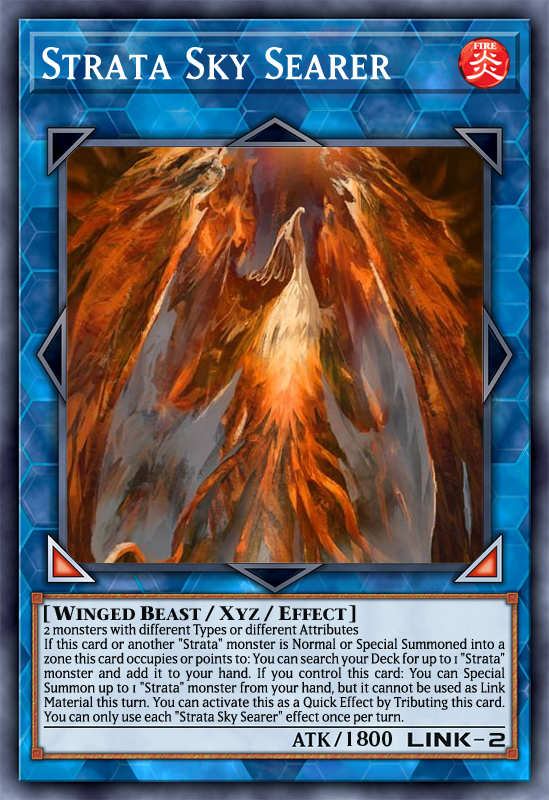 Strata Sky Searer
FIRE
炎
[Winged Beast / Xyz / Effect]
2 monsters with different Types or different Attributes
If this card or another "Strata" monster is Normal or Special Summoned into a
zone this card occupies or points to: You can search your Deck for up to 1 "Strata"
monster and add it to your hand. If you control this card: You can Special
Summon up to 1 "Strata" monster from your hand, but it cannot be used as Link
Material this turn. You can activate this as a Quick Effect by Tributing this card.
You can only use each "Strata Sky Searer" effect once per turn.
ATK/1800 LINK-2